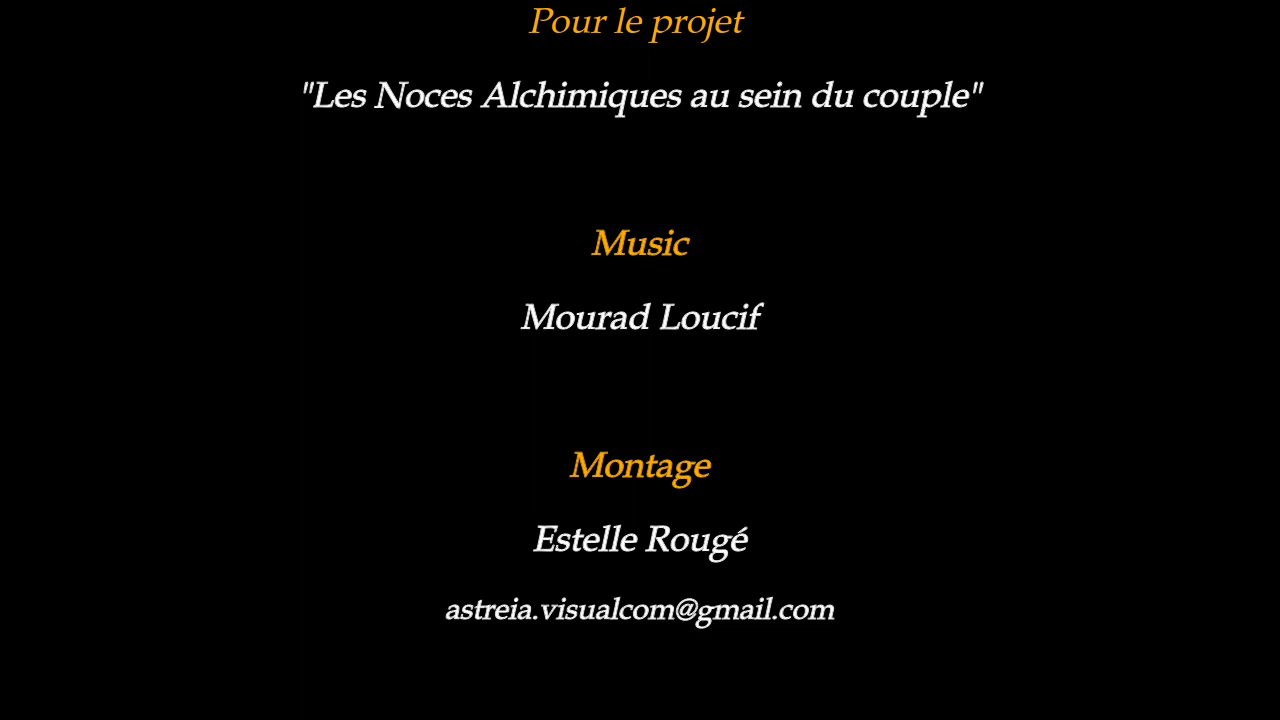 Pour le projet
"Les Noces Alchimiques au sein du couple"
Music
Mourad Loucif
Montage
Estelle Rougé
astreia.visualcom@gmail.com